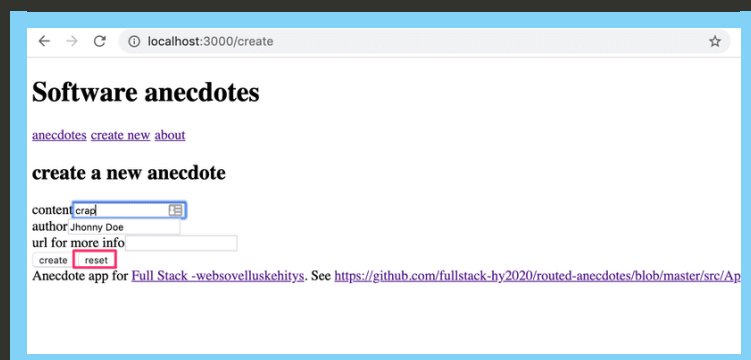 localhost:3000/create
Software anecdotes
anecdotes create new about
create a new anecdote
content crap
author Jhonny Doe
url for more info
create reset
Anecdote app for Full Stack -websovelluskehitys. See https://github.com/fullstack-hy2020/routed-anecdotes/blob/master/src/Ap